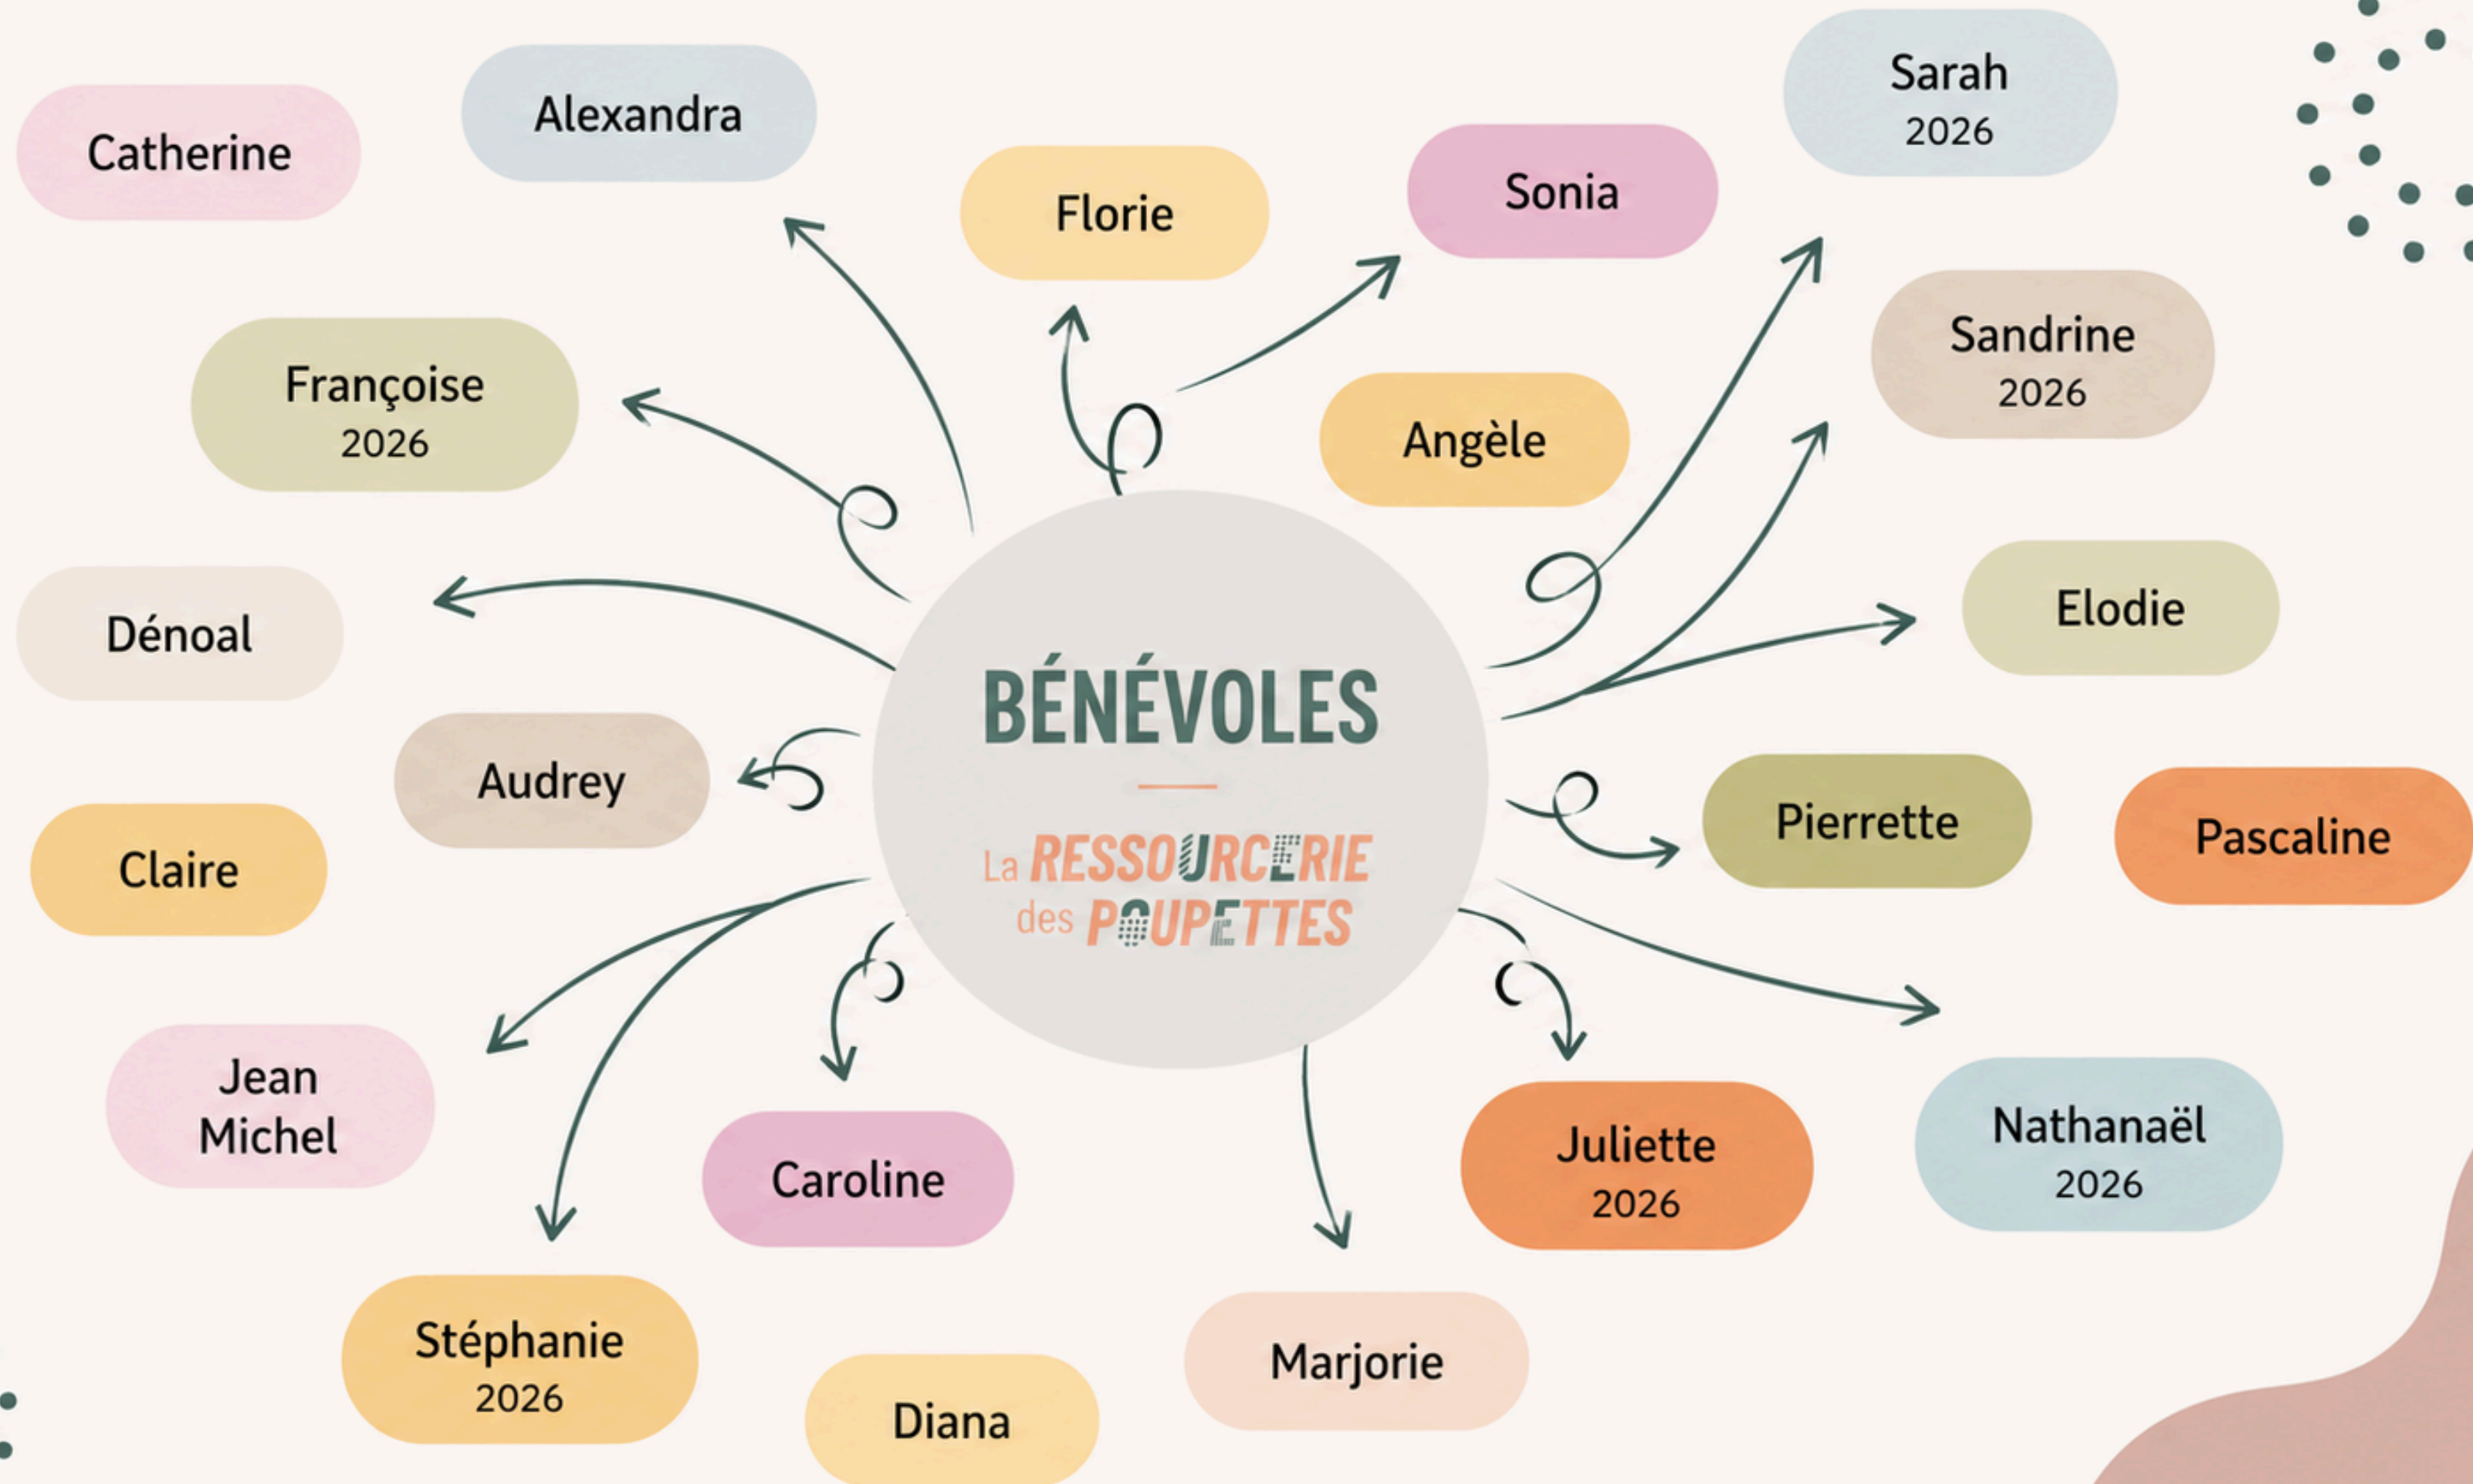 Catherine
Alexandra
Florie
Sonia
Sarah
2026
Françoise
2026
Angèle
Sandrine
2026
Dénoal
Elodie
Audrey
BÉNÉVOLES
La RESSOURCERIE
des POUPETTES
Pierrette
Pascaline
Claire
Jean
Michel
Caroline
Juliette
2026
Nathanaël
2026
Stéphanie
2026
Diana
Marjorie